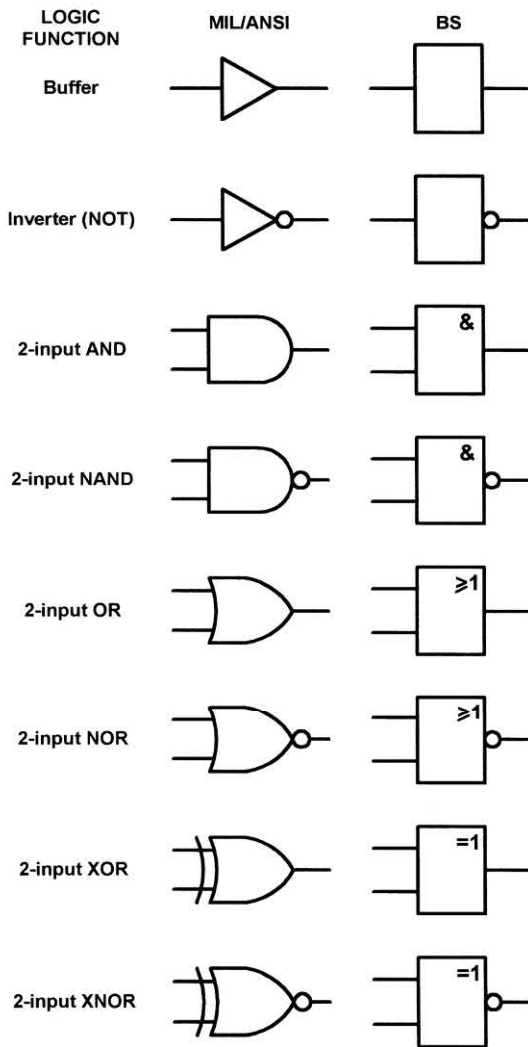 LOGIC FUNCTION MIL/ANSI BS
Buffer
Inverter (NOT)
2-input AND &
2-input NAND &
2-input OR ⩾1
2-input NOR ⩾1
2-input XOR =1
2-input XNOR =1